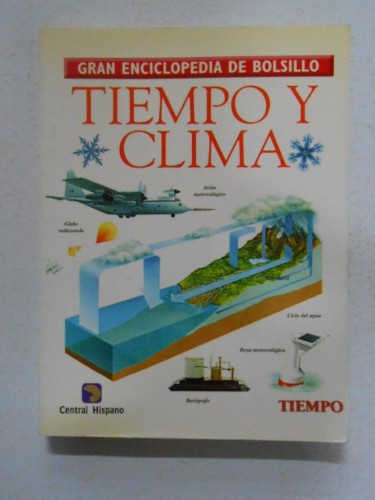 GRAN ENCICLOPEDIA DE BOLSILLO
TIEMPO Y
CLIMA
Avión
meteorológico
Globo
radiosonda
Ciclo del agua
Boya meteorológica
Barógrafo
Central Hispano
TIEMPO